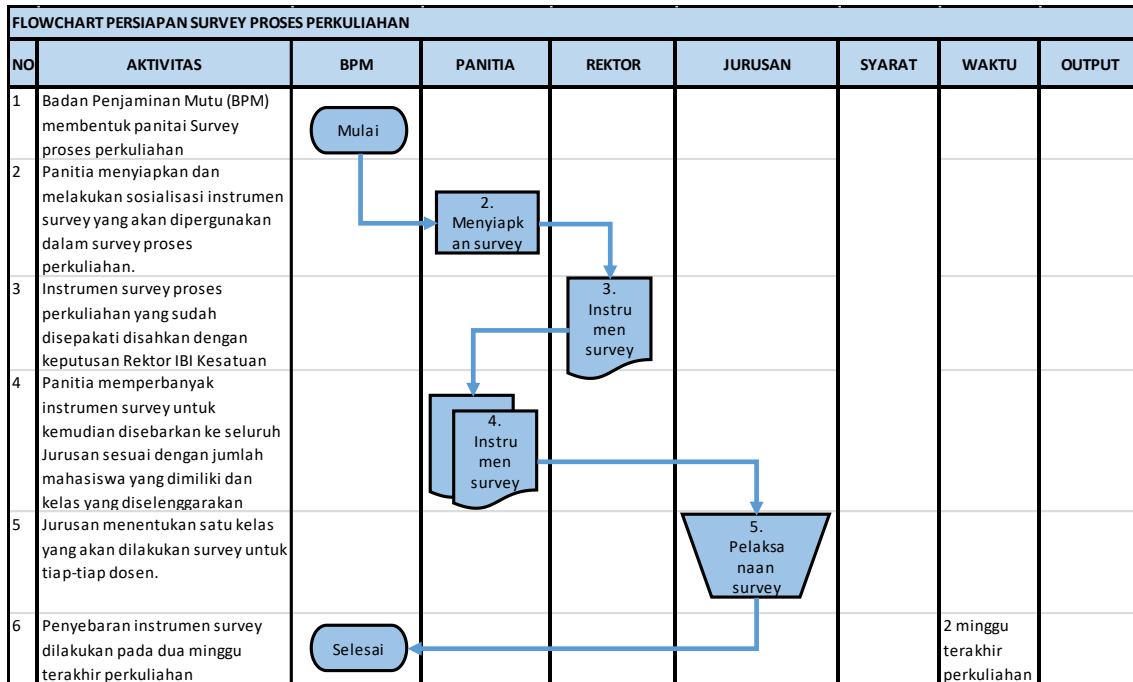 FLOWCHART PERSIAPAN SURVEY PROSES PERKULIAHAN
NO AKTIVITAS BPM PANITIA REKTOR JURUSAN SYARAT WAKTU OUTPUT
1 Badan Penjaminan Mutu (BPM)
membentuk panitai Survey
proses perkuliahan
Mulai
2 Panitia menyiapkan dan
melakukan sosialisasi instrumen
survey yang akan dipergunakan
dalam survey proses
perkuliahan.
2.
Menyiapk
an survey
3 Instrumen survey proses
perkuliahan yang sudah
disepakati disahkan dengan
keputusan Rektor IBI Kesatuan
3.
Instru
men
survey
4 Panitia memperbanyak
instrumen survey untuk
kemudian disebarkan ke seluruh
Jurusan sesuai dengan jumlah
mahasiswa yang dimiliki dan
kelas yang diselenggarakan
4.
Instru
men
survey
5 Jurusan menentukan satu kelas
yang akan dilakukan survey untuk
tiap-tiap dosen.
5.
Pelaksa
naan
survey
6 Penyebaran instrumen survey
dilakukan pada dua minggu
terakhir perkuliahan
Selesai
2 minggu
terakhir
perkuliahan